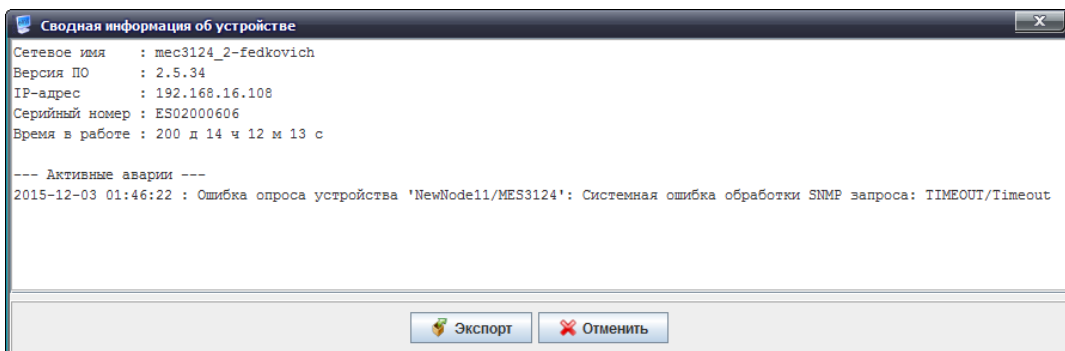 Сводная информация об устройстве
Сетевое имя : mec3124_2-fedkovich
Версия ПО : 2.5.34
IP-адрес : 192.168.16.108
Серийный номер : ES02000606
Время в работе : 200 д 14 ч 12 м 13 с
--- Активные аварии ---
2015-12-03 01:46:22 : Ошибка опроса устройства 'NewNode11/MES3124': Системная ошибка обработки SNMP запроса: TIMEOUT/Timeout
Экспорт Отменить